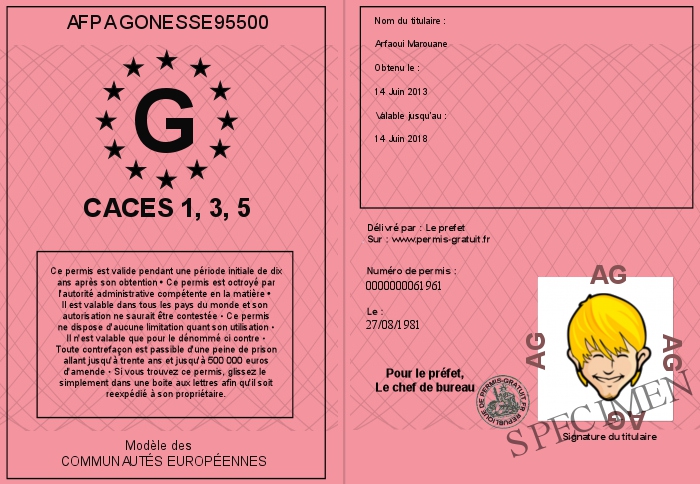 AFPA GONESSE 95500
G
CACES 1, 3, 5
Ce permis est valide pendant une période initiale de dix
ans après son obtention • Ce permis est octroyé par
l'autorité administrative compétente en la matière •
Il est valable dans tous les pays du monde et son
autorisation ne saurait être contestée • Ce permis
ne dispose d'aucune limitation quant son utilisation •
Il n'est valable que pour le dénommé ci contre •
Toute contrefaçon est passible d'une peine de prison
allant jusqu'à trente ans et jusqu'à 500 000 euros
d'amende • Si vous trouvez ce permis, glissez le
simplement dans une boite aux lettres afin qu'il soit
reexpédié à son propriétaire.
Modèle des
COMMUNAUTÉS EUROPÉENNES
Nom du titulaire :
Arfaoui Marouane
Obtenu le :
14 Juin 2013
Valable jusqu'au :
14 Juin 2018
Délivré par : Le prefet
Sur : www.permis-gratuit.fr
Numéro de permis :
0000000061961
Le :
27/08/1981
Pour le préfet,
Le chef de bureau
REPUBLIQUE DE PERMIS-GRATUIT.FR
AG
AG
AG
AG
SPECIMEN
Signature du titulaire